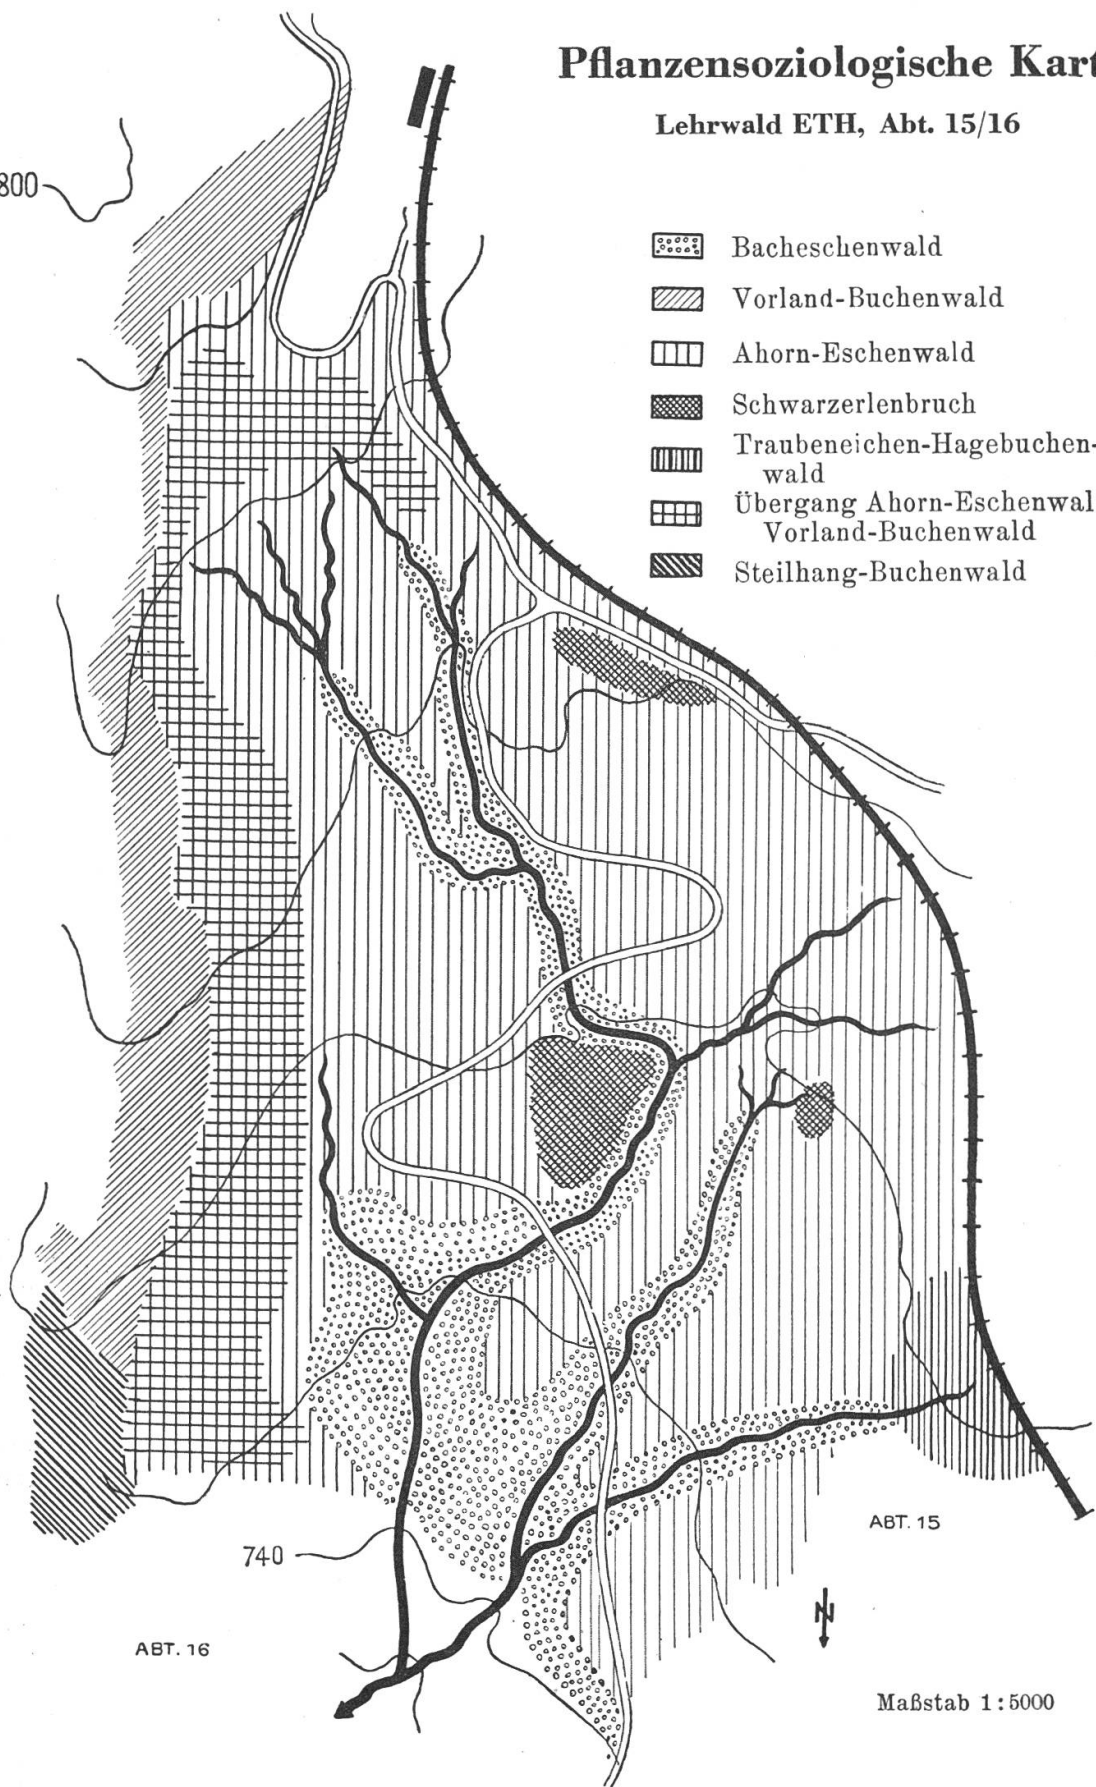 Pflanzensoziologische Kart
Lehrwald ETH, Abt. 15/16
800
Bacheschenwald
Vorland-Buchenwald
Ahorn-Eschenwald
Schwarzerlenbruch
Traubeneichen-Hagebuchen-
wald
Übergang Ahorn-Eschenwal
Vorland-Buchenwald
Steilhang-Buchenwald
ABT. 15
740
N
ABT. 16
Maßstab 1:5000